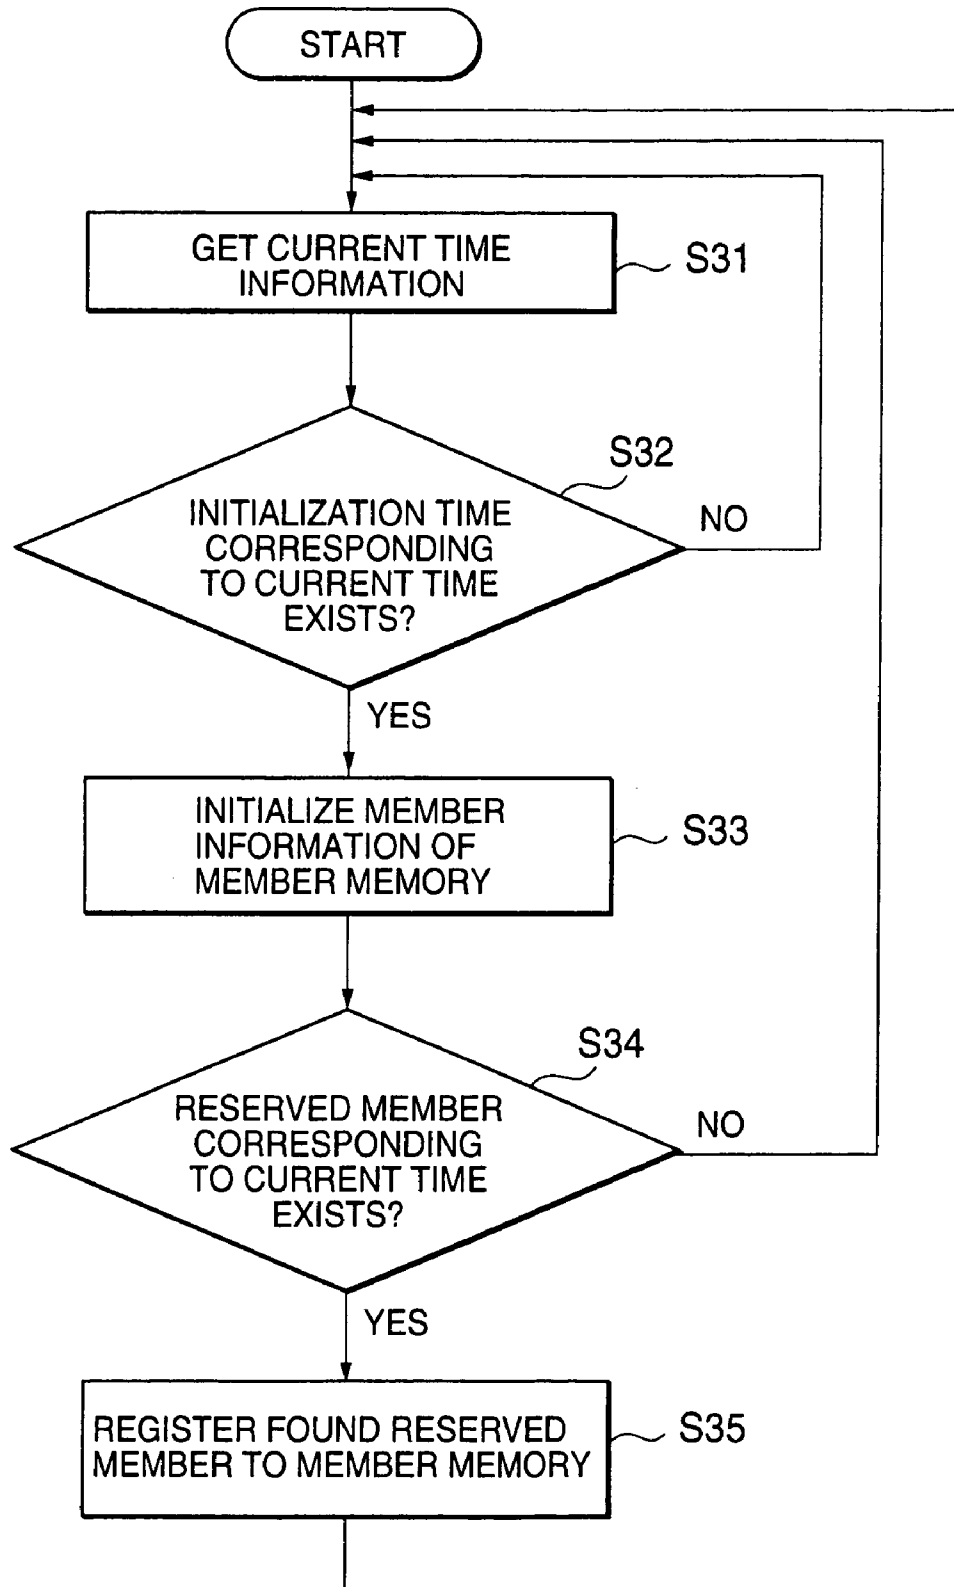 START
GET CURRENT TIME
INFORMATION
S31
S32
INITIALIZATION TIME
CORRESPONDING
TO CURRENT TIME
EXISTS?
NO
YES
INITIALIZE MEMBER
INFORMATION OF
MEMBER MEMORY
S33
S34
RESERVED MEMBER
CORRESPONDING
TO CURRENT TIME
EXISTS?
NO
YES
REGISTER FOUND RESERVED
MEMBER TO MEMBER MEMORY
S35